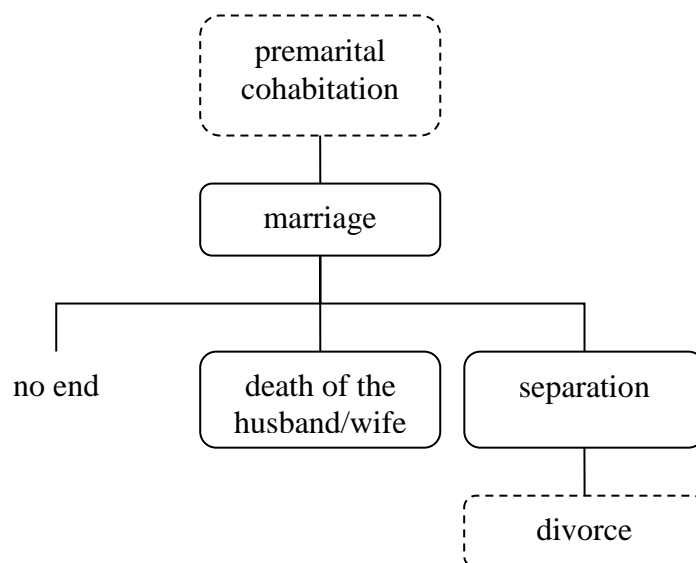 premarital
cohabitation
marriage
no end
death of the
husband/wife
separation
divorce